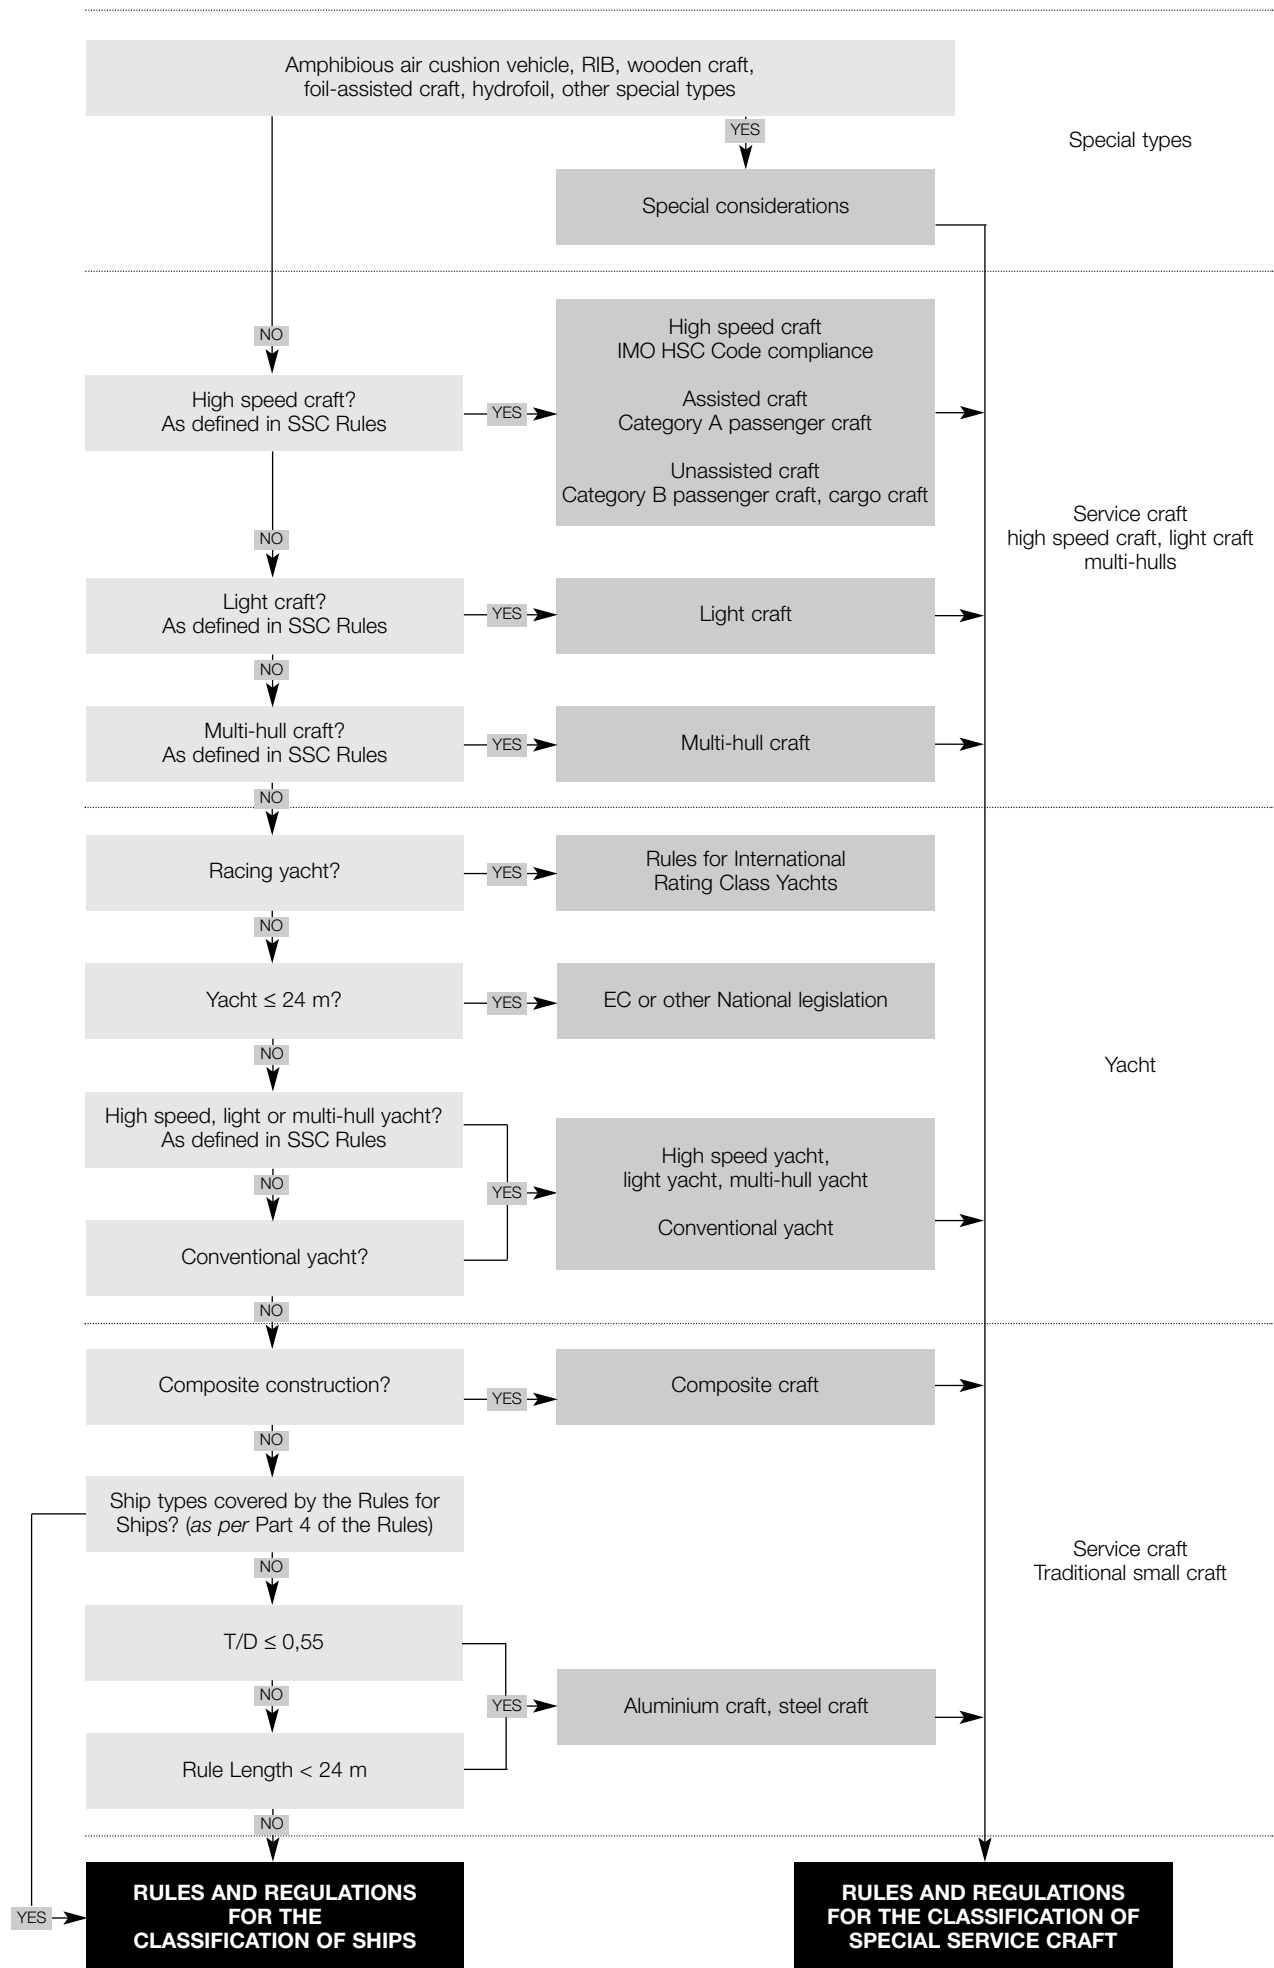 Amphibious air cushion vehicle, RIB, wooden craft,
foil-assisted craft, hydrofoil, other special types
YES
Special types
Special considerations
NO
High speed craft?
As defined in SSC Rules
YES
High speed craft
IMO HSC Code compliance
Assisted craft
Category A passenger craft
Unassisted craft
Category B passenger craft, cargo craft
Service craft
high speed craft, light craft
multi-hulls
NO
Light craft?
As defined in SSC Rules
YES
Light craft
NO
Multi-hull craft?
As defined in SSC Rules
YES
Multi-hull craft
NO
Racing yacht?
YES
Rules for International
Rating Class Yachts
NO
Yacht ≤ 24 m?
YES
EC or other National legislation
NO
Yacht
High speed, light or multi-hull yacht?
As defined in SSC Rules
NO
YES
High speed yacht,
light yacht, multi-hull yacht
Conventional yacht
Conventional yacht?
NO
Composite construction?
YES
Composite craft
NO
Ship types covered by the Rules for
Ships? (as per Part 4 of the Rules)
NO
Service craft
Traditional small craft
T/D ≤ 0,55
NO
YES
Aluminium craft, steel craft
Rule Length < 24 m
NO
YES
RULES AND REGULATIONS
FOR THE
CLASSIFICATION OF SHIPS
RULES AND REGULATIONS
FOR THE CLASSIFICATION OF
SPECIAL SERVICE CRAFT